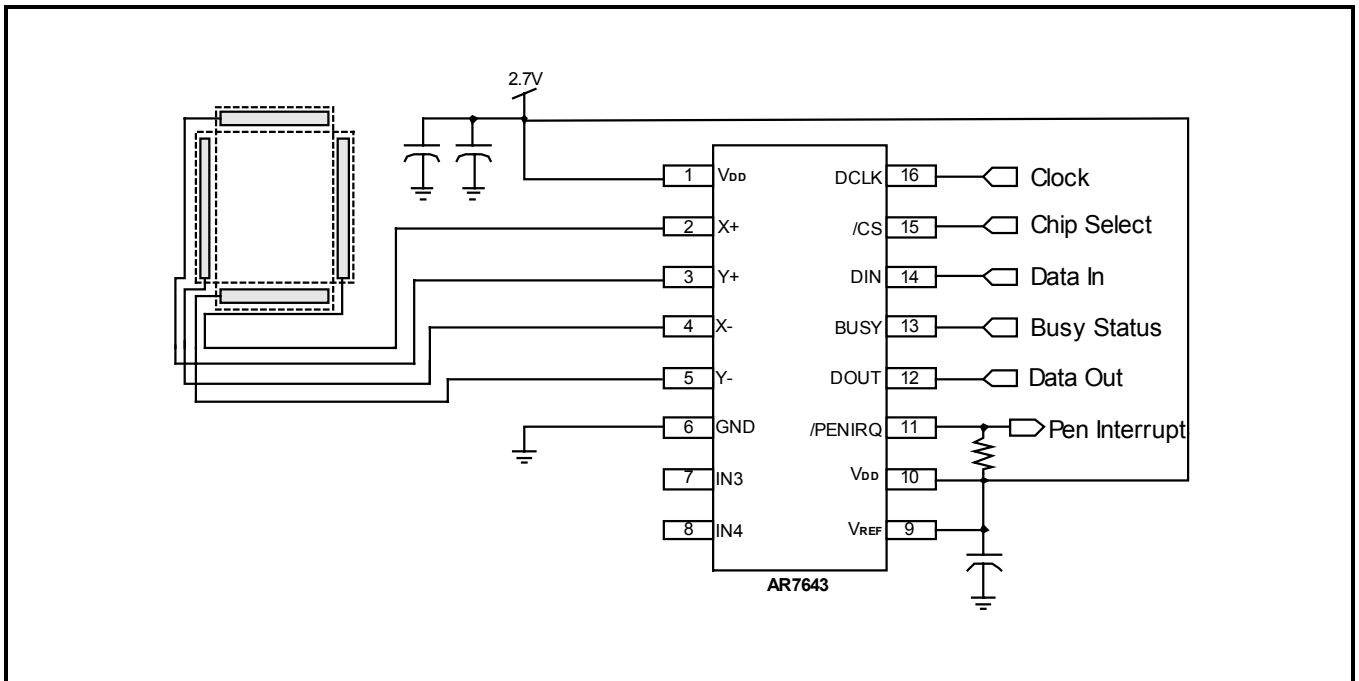 2.7V
1 VDD DCLK 16 Clock
2 X+ /CS 15 Chip Select
3 Y+ DIN 14 Data In
4 X- BUSY 13 Busy Status
5 Y- DOUT 12 Data Out
6 GND /PENIRQ 11 Pen Interrupt
7 IN3 VDD 10
8 IN4 VREF 9
AR7643